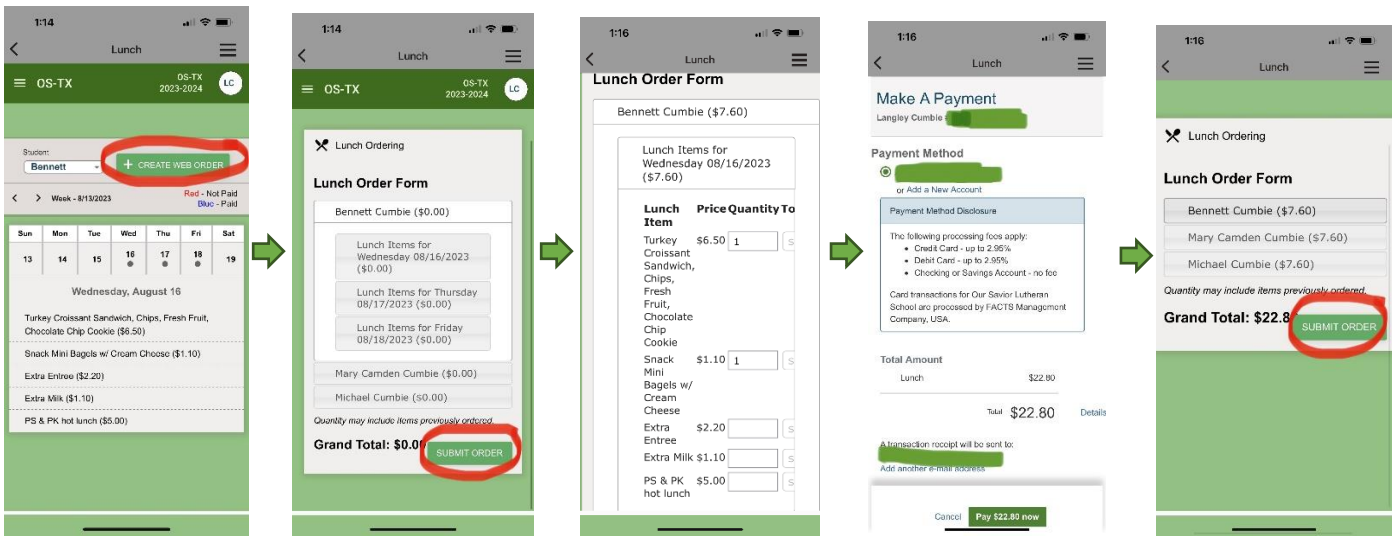 1:14
Lunch
OS-TX
OS-TX
2023-2024
LC
Student
Bennett
+ CREATE WEB ORDER
Week - 8/13/2023
Red - Not Paid
Blue - Paid
Sun Mon Tue Wed Thu Fri Sat
13 14 15 16 17 18 19
Wednesday, August 16
Turkey Croissant Sandwich, Chips, Fresh Fruit,
Chocolate Chip Cookie ($6.50)
Snack Mini Bagels w/ Cream Cheese ($1.10)
Extra Entree ($2.20)
Extra Milk ($1.10)
PS & PK hot lunch ($5.00)
1:14
Lunch
OS-TX
OS-TX
2023-2024
LC
Lunch Ordering
Lunch Order Form
Bennett Cumbie ($0.00)
Lunch Items for
Wednesday 08/16/2023
($0.00)
Lunch Items for Thursday
08/17/2023 ($0.00)
Lunch Items for Friday
08/18/2023 ($0.00)
Mary Camden Cumbie ($0.00)
Michael Cumbie ($0.00)
Quantity may include items previously ordered.
Grand Total: $0.00
SUBMIT ORDER
1:16
Lunch
Lunch Order Form
Bennett Cumbie ($7.60)
Lunch Items for
Wednesday 08/16/2023
($7.60)
Lunch Price Quantity To
Item
Turkey $6.50 1 S
Croissant
Sandwich,
Chips,
Fresh
Fruit,
Chocolate
Chip
Cookie
Snack $1.10 1 S
Mini
Bagels w/
Cream
Cheese
Extra $2.20 S
Entree
Extra Milk $1.10 S
PS & PK $5.00 S
hot lunch
1:16
Lunch
Make A Payment
Langley Cumbie
Payment Method
or Add a New Account
Payment Method Disclosure
The following processing fees apply:
• Credit Card - up to 2.95%
• Debit Card - up to 2.95%
• Checking or Savings Account - no fee
Card transactions for Our Savior Lutheran
School are processed by FACTS Management
Company, USA.
Total Amount
Lunch $22.80
Total $22.80 Details
A transaction receipt will be sent to:
Add another e-mail address
Cancel Pay $22.80 now
1:16
Lunch
Lunch Ordering
Lunch Order Form
Bennett Cumbie ($7.60)
Mary Camden Cumbie ($7.60)
Michael Cumbie ($7.60)
Quantity may include items previously ordered.
Grand Total: $22.8
SUBMIT ORDER